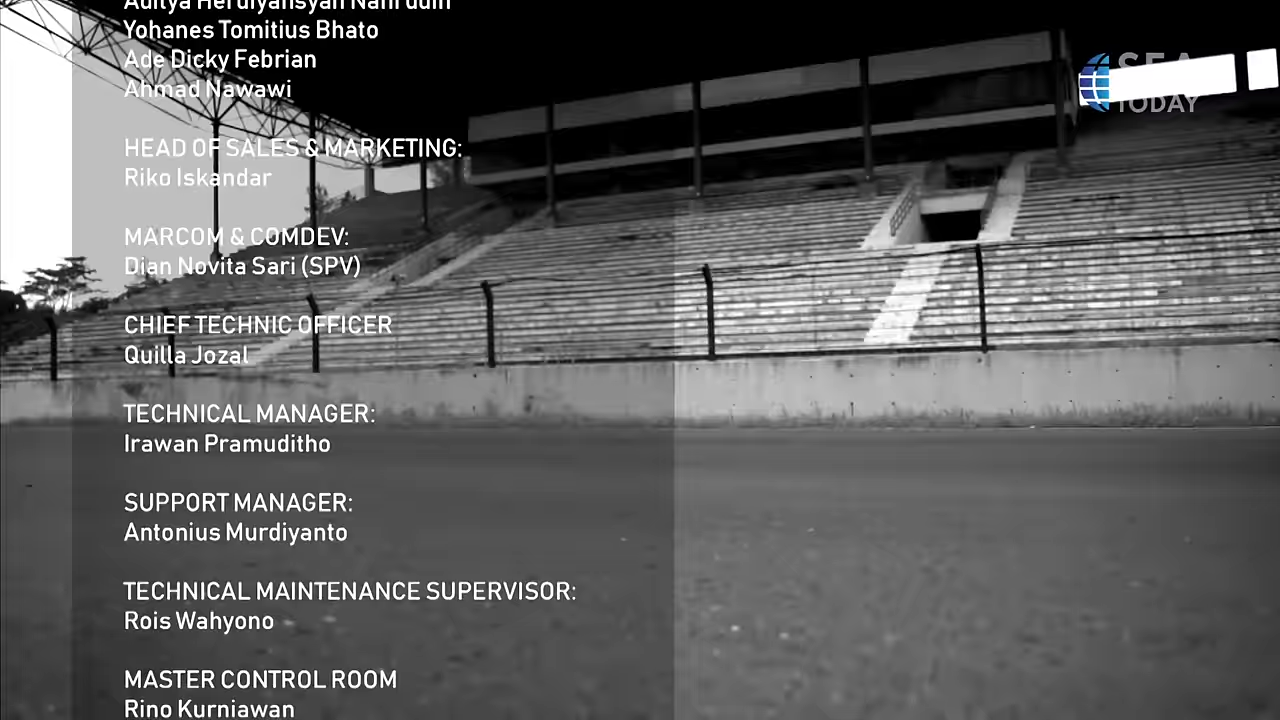 Yohanes Tomitius Bhato
Ade Dicky Febrian
Ahmad Nawawi
HEAD OF SALES & MARKETING:
Riko Iskandar
MARCOM & COMDEV:
Dian Novita Sari (SPV)
CHIEF TECHNIC OFFICER
Quilla Jozal
TECHNICAL MANAGER:
Irawan Pramuditho
SUPPORT MANAGER:
Antonius Murdiyanto
TECHNICAL MAINTENANCE SUPERVISOR:
Rois Wahyono
MASTER CONTROL ROOM
Rino Kurniawan
SEA
TODAY